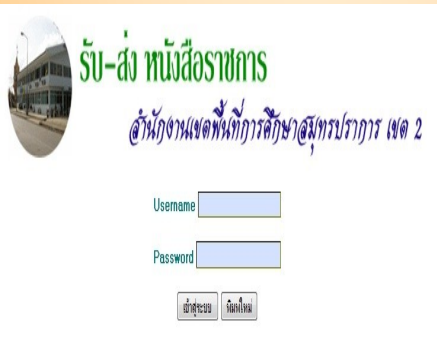 รับ-ส่ง หนังสือราชการ
สำนักงานเขตพื้นที่การศึกษาสมุทรปราการ เขต 2
Username
Password
เข้าสู่ระบบ พิมพ์ใหม่